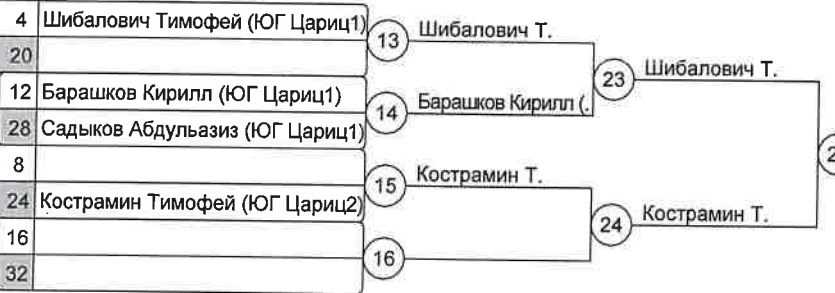 4 Шибалович Тимофей (ЮГ Цариц1)
20
12 Барашков Кирилл (ЮГ Цариц1)
28 Садыков Абдульазиз (ЮГ Цариц1)
8
24 Кострамин Тимофей (ЮГ Цариц2)
16
32
13 Шибалович Т.
14 Барашков Кирилл (.
15 Кострамин Т.
16
23 Шибалович Т.
24 Кострамин Т.